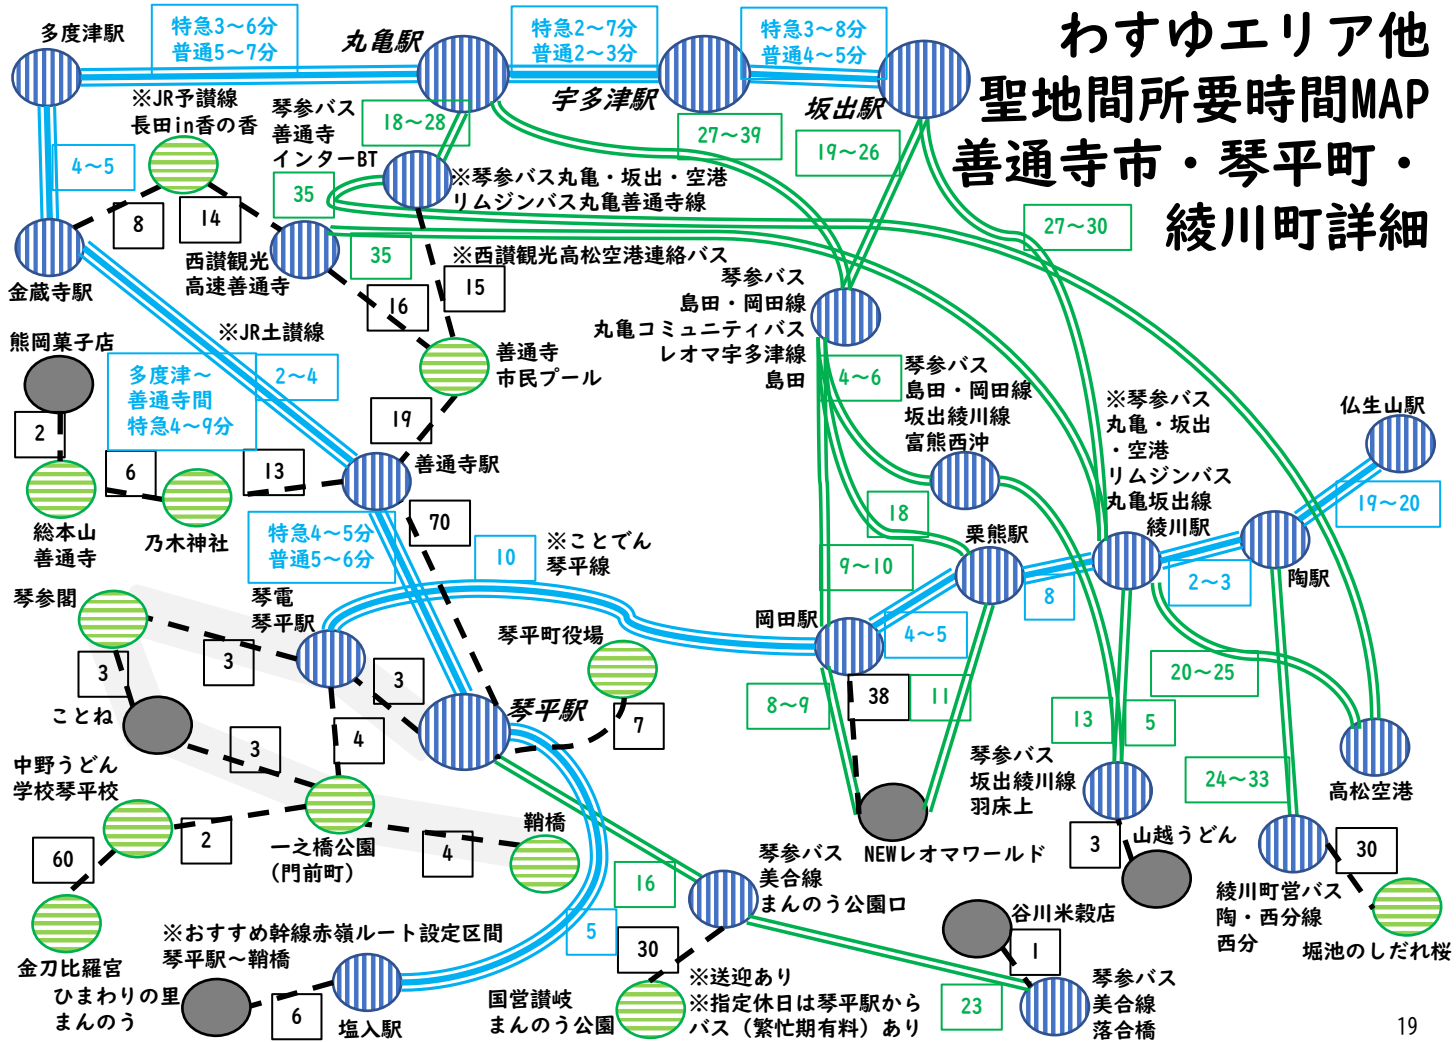 わすゆエリア他
聖地間所要時間MAP
善通寺市・琴平町・
綾川町詳細
多度津駅
特急3～6分
普通5～7分
丸亀駅
特急2～7分
普通2～3分
宇多津駅
特急3～8分
普通4～5分
坂出駅
※JR予讃線
長田in香の香
琴参バス
善通寺
インターBT
18～28
27～39
19～26
4～5
8
14
35
※琴参バス丸亀・坂出・空港
リムジンバス丸亀善通寺線
27～30
金蔵寺駅
西讃観光
高速善通寺
35
※西讃観光高松空港連絡バス
16
15
琴参バス
島田・岡田線
丸亀コミュニティバス
レオマ宇多津線
島田
※JR土讃線
熊岡菓子店
多度津～
善通寺間
特急4～9分
2～4
善通寺
市民プール
4～6
琴参バス
島田・岡田線
坂出綾川線
富熊西沖
※琴参バス
丸亀・坂出
・空港
リムジンバス
丸亀坂出線
綾川駅
仏生山駅
2
19
6
13
善通寺駅
19～20
総本山
善通寺
乃木神社
特急4～5分
普通5～6分
70
18
栗熊駅
10
※ことでん
琴平線
9～10
8
2～3
陶駅
琴参閣
琴電
琴平駅
琴平町役場
岡田駅
4～5
3
3
3
20～25
ことね
琴平駅
7
8～9
38
11
13
5
3
4
中野うどん
学校琴平校
琴参バス
坂出綾川線
羽床上
24～33
高松空港
2
一之橋公園
(門前町)
鞘橋
4
60
琴参バス
美合線
まんのう公園口
NEWレオマワールド
3
山越うどん
30
16
綾川町営バス
陶・西分線
西分
堀池のしだれ桜
金刀比羅宮
※おすすめ幹線赤嶺ルート設定区間
琴平駅～鞘橋
5
30
谷川米穀店
1
ひまわりの里
まんのう
6
塩入駅
国営讃岐
まんのう公園
※送迎あり
※指定休日は琴平駅から
バス（繁忙期有料）あり
23
琴参バス
美合線
落合橋
19